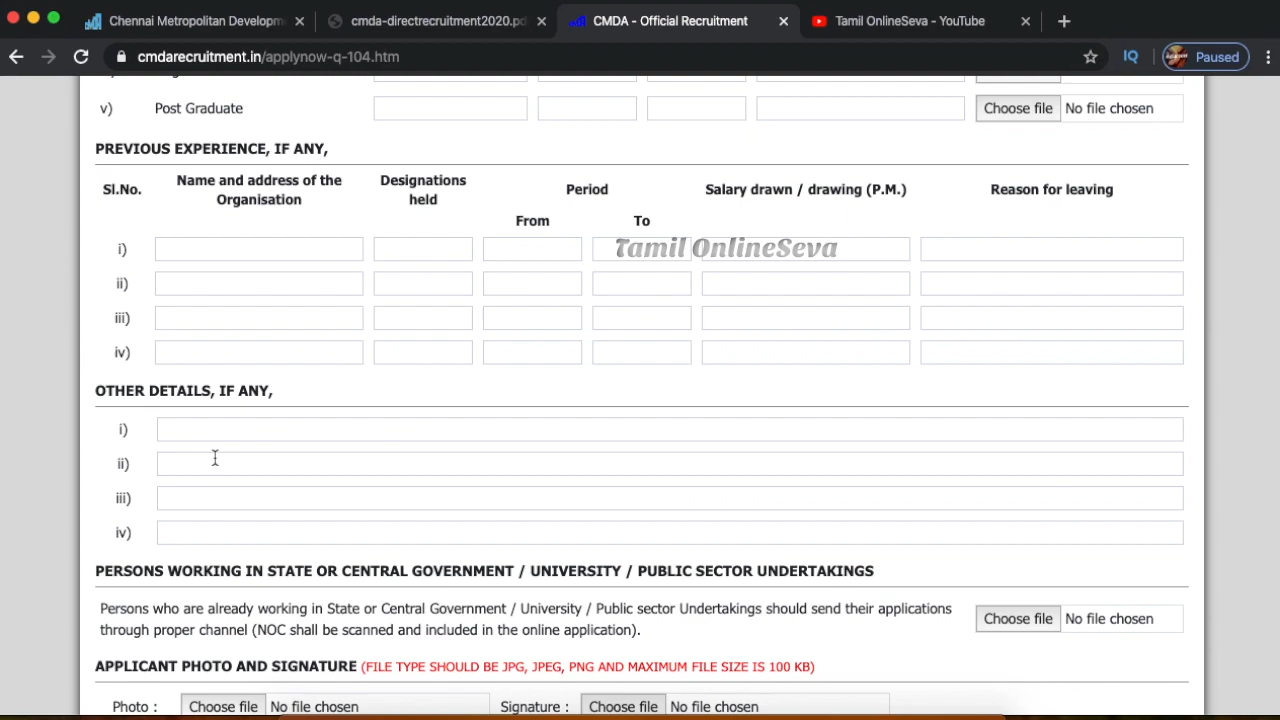 Chennai Metropolitan Developm
cmda-directrecruitment2020.pd
CMDA - Official Recruitment
Tamil OnlineSeva - YouTube
cmdarecruitment.in/applynow-q-104.htm
IQ
Paused
v) Post Graduate Choose file No file chosen
PREVIOUS EXPERIENCE, IF ANY,
Sl.No. Name and address of the Organisation Designations held Period Salary drawn / drawing (P.M.) Reason for leaving
From To
i)
Tamil OnlineSeva
ii)
iii)
iv)
OTHER DETAILS, IF ANY,
i)
ii)
iii)
iv)
PERSONS WORKING IN STATE OR CENTRAL GOVERNMENT / UNIVERSITY / PUBLIC SECTOR UNDERTAKINGS
Persons who are already working in State or Central Government / University / Public sector Undertakings should send their applications
through proper channel (NOC shall be scanned and included in the online application).
Choose file No file chosen
APPLICANT PHOTO AND SIGNATURE (FILE TYPE SHOULD BE JPG, JPEG, PNG AND MAXIMUM FILE SIZE IS 100 KB)
Photo : Choose file No file chosen Signature : Choose file No file chosen